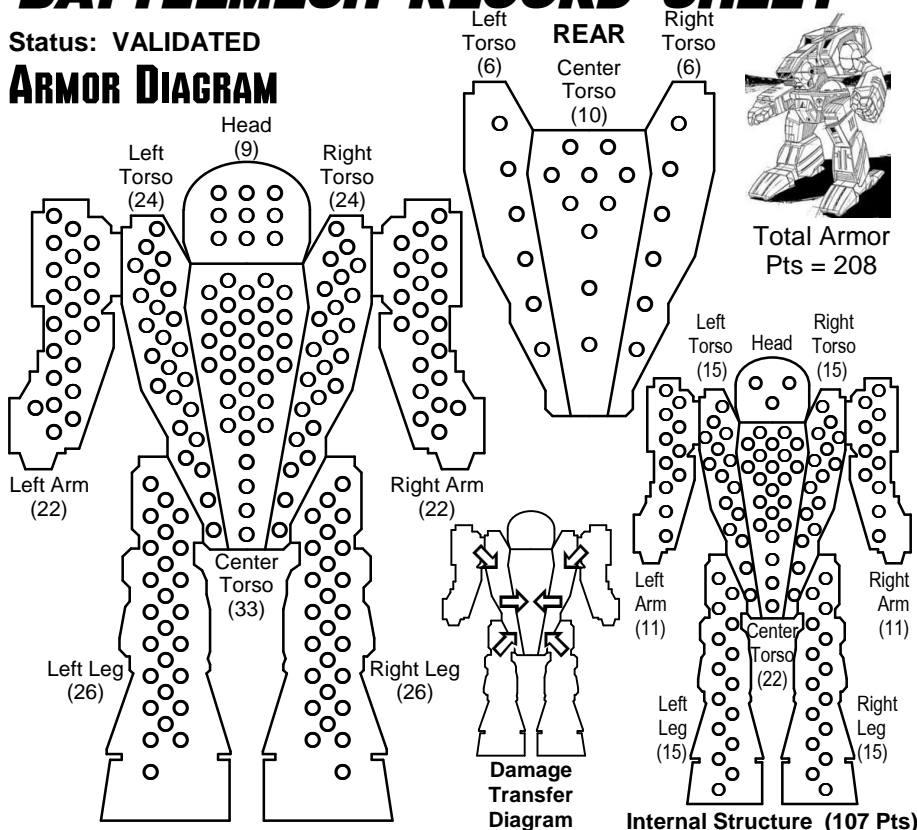 BATTLEMECH RECORD SHEET
Status: VALIDATED
ARMOR DIAGRAM
Head
(9)
Left
Torso
(24)
Right
Torso
(24)
Left Arm
(22)
Right Arm
(22)
Center
Torso
(33)
Left Leg
(26)
Right Leg
(26)
Left
Torso
(6)
REAR
Center
Torso
(10)
Right
Torso
(6)
Total Armor
Pts = 208
Left
Torso
(15)
Head
Right
Torso
(15)
Left
Arm
(11)
Right
Arm
(11)
Center
Torso
(22)
Left
Leg
(15)
Right
Leg
(15)
Damage
Transfer
Diagram
Internal Structure (107 Pts)